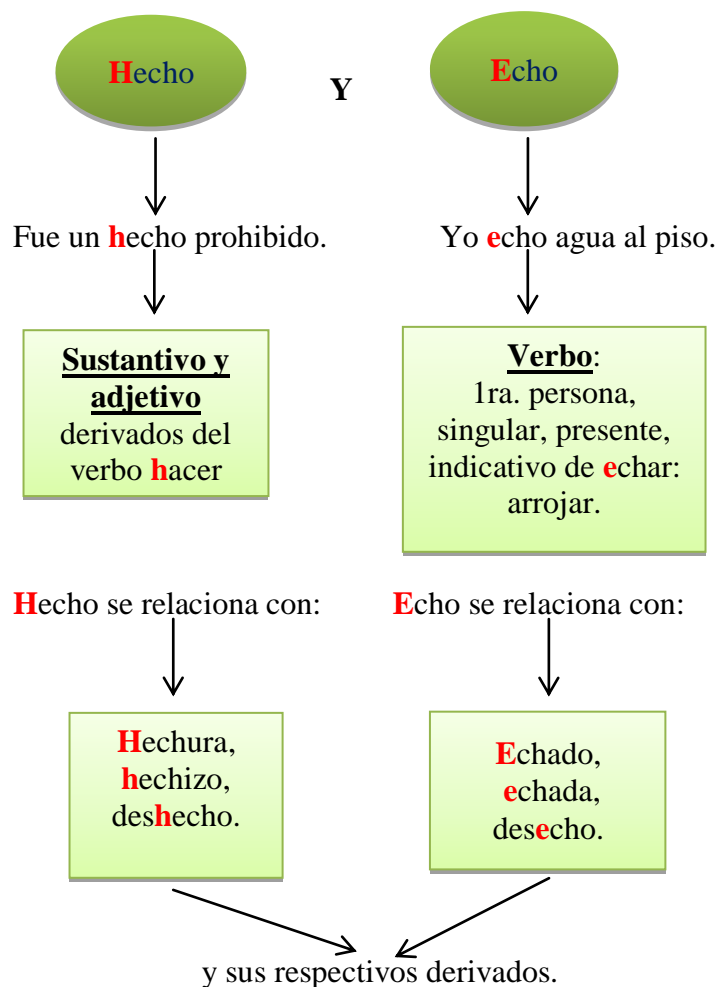 Hecho
Y
Echo
Fue un hecho prohibido.
Yo echo agua al piso.
Sustantivo y
adjetivo
derivados del
verbo hacer
Verbo:
1ra. persona,
singular, presente,
indicativo de echar:
arrojar.
Hecho se relaciona con:
Echo se relaciona con:
Hechura,
hechizo,
deshecho.
Echado,
echada,
desecho.
y sus respectivos derivados.